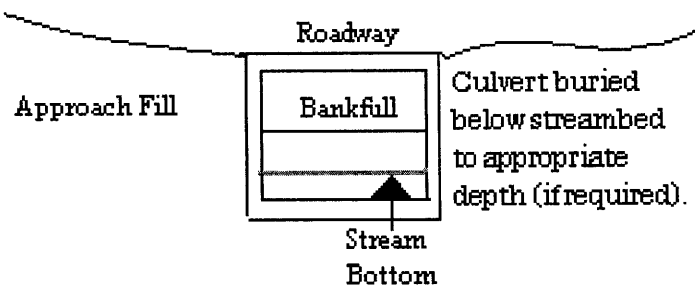 Roadway
Approach Fill
Bankfull
Culvert buried
below streambed
to appropriate
depth (if required).
Stream
Bottom